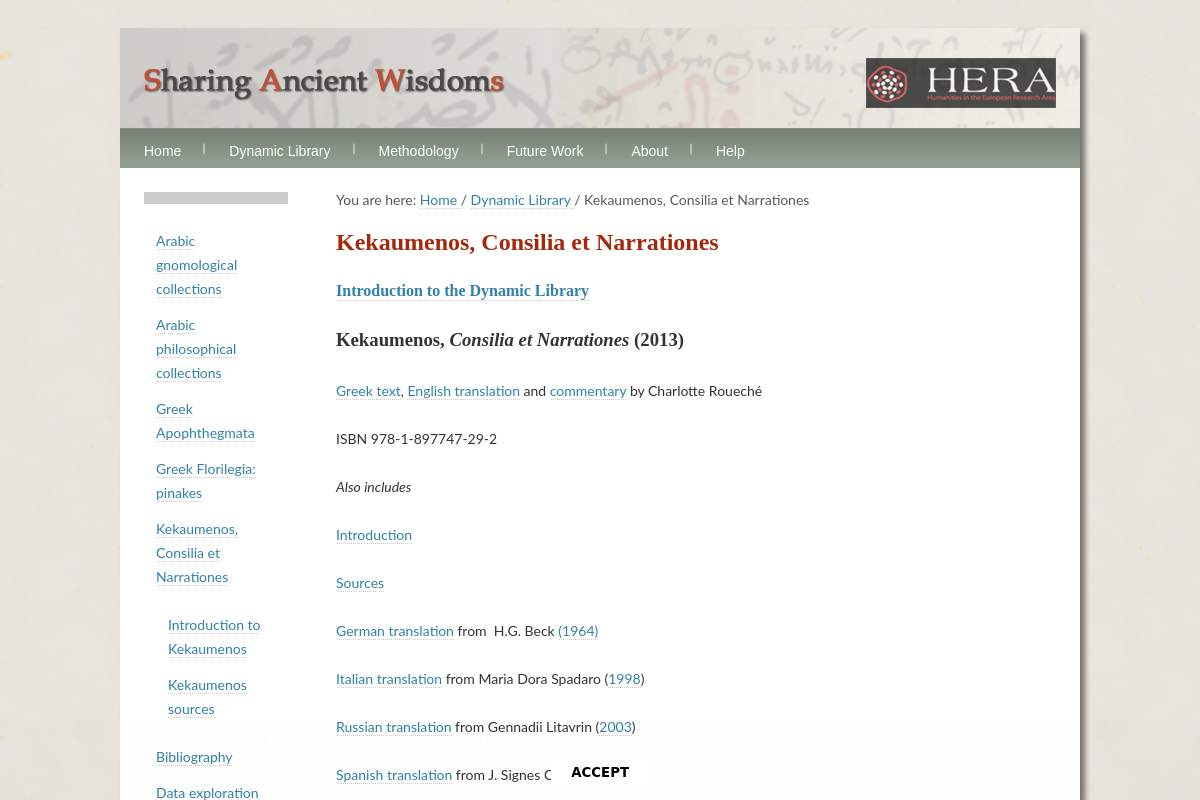 Sharing Ancient Wisdoms
HERA
Humanities in the European Research Area
Home
Dynamic Library
Methodology
Future Work
About
Help
Arabic
gnomological
collections
Arabic
philosophical
collections
Greek
Apophthegmata
Greek Florilegia:
pinakes
Kekaumenos,
Consilia et
Narrationes
Introduction to
Kekaumenos
Kekaumenos
sources
Bibliography
Data exploration
You are here: Home / Dynamic Library / Kekaumenos, Consilia et Narrationes
Kekaumenos, Consilia et Narrationes
Introduction to the Dynamic Library
Kekaumenos, Consilia et Narrationes (2013)
Greek text, English translation and commentary by Charlotte Roueché
ISBN 978-1-897747-29-2
Also includes
Introduction
Sources
German translation from  H.G. Beck (1964)
Italian translation from Maria Dora Spadaro (1998)
Russian translation from Gennadii Litavrin (2003)
Spanish translation from J. Signes
ACCEPT